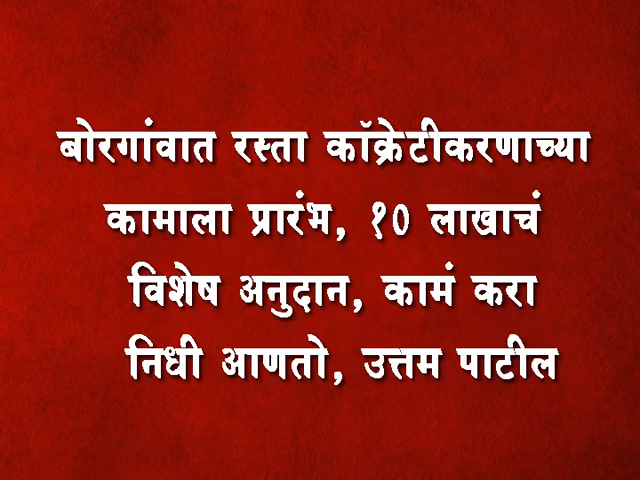 बोरगांवात रस्ता कॉक्रेटीकरणाच्या
कामाला प्रारंभ, १० लाखाचं
विशेष अनुदान, कामं करा
निधी आणतो, उत्तम पाटील